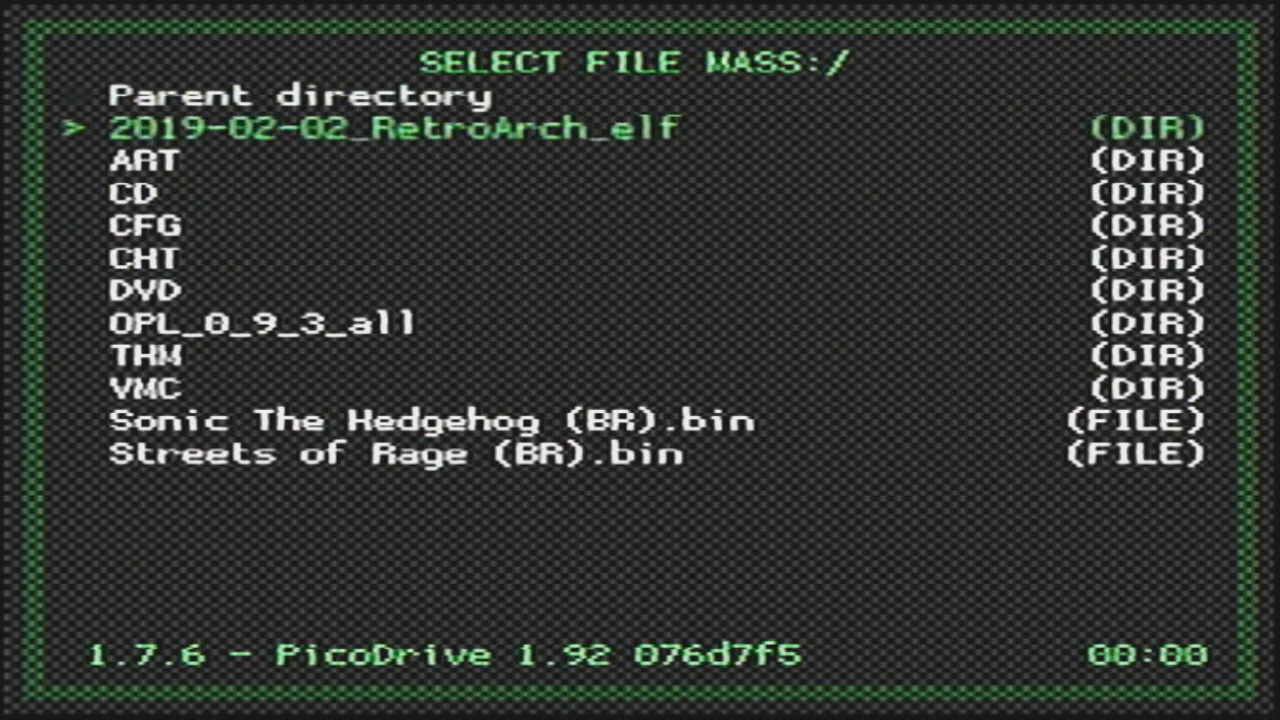 SELECT FILE MASS:/
Parent directory
> 2019-02-02_RetroArch_elf (DIR)
ART (DIR)
CD (DIR)
CFG (DIR)
CHT (DIR)
DVD (DIR)
OPL_0_9_3_all (DIR)
THM (DIR)
VMC (DIR)
Sonic The Hedgehog (BR).bin (FILE)
Streets of Rage (BR).bin (FILE)
1.7.6 - PicoDrive 1.92 076d7f5 00:00